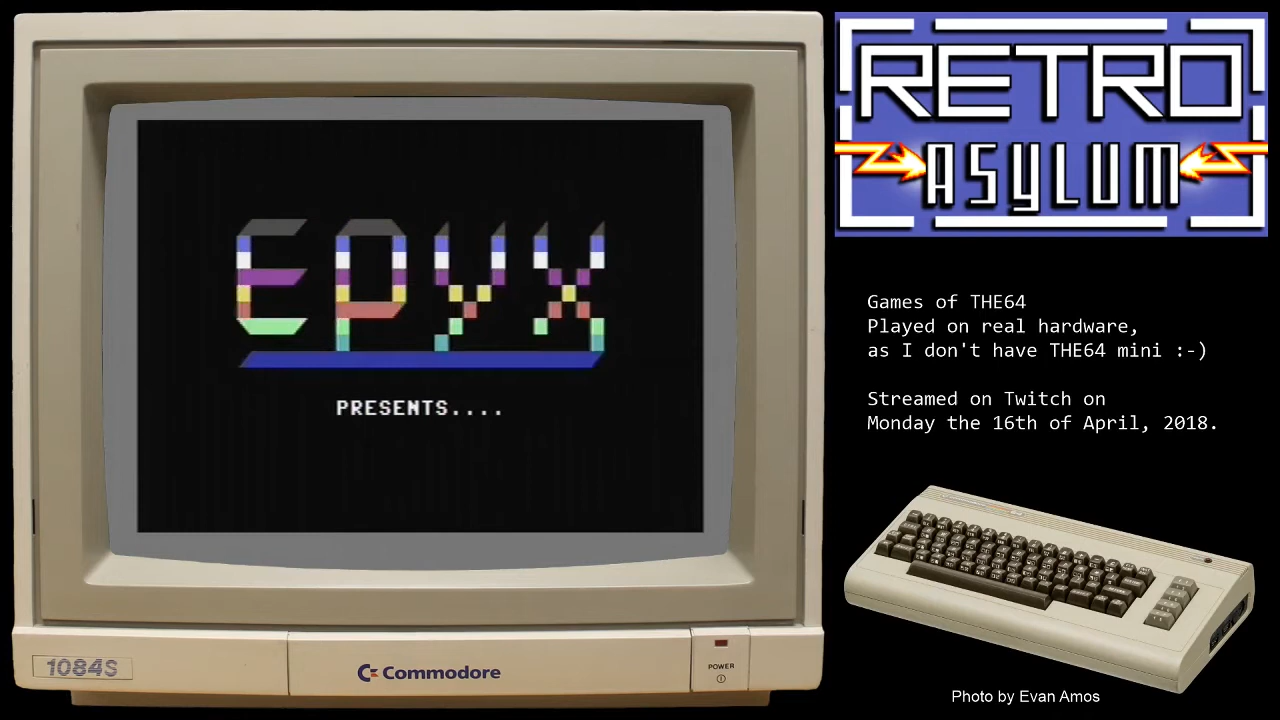 EPYX
PRESENTS....
1084S
Commodore
POWER
RETRO
ASYLUM
Games of THE64
Played on real hardware,
as I don't have THE64 mini :-)
Streamed on Twitch on
Monday the 16th of April, 2018.
Photo by Evan Amos